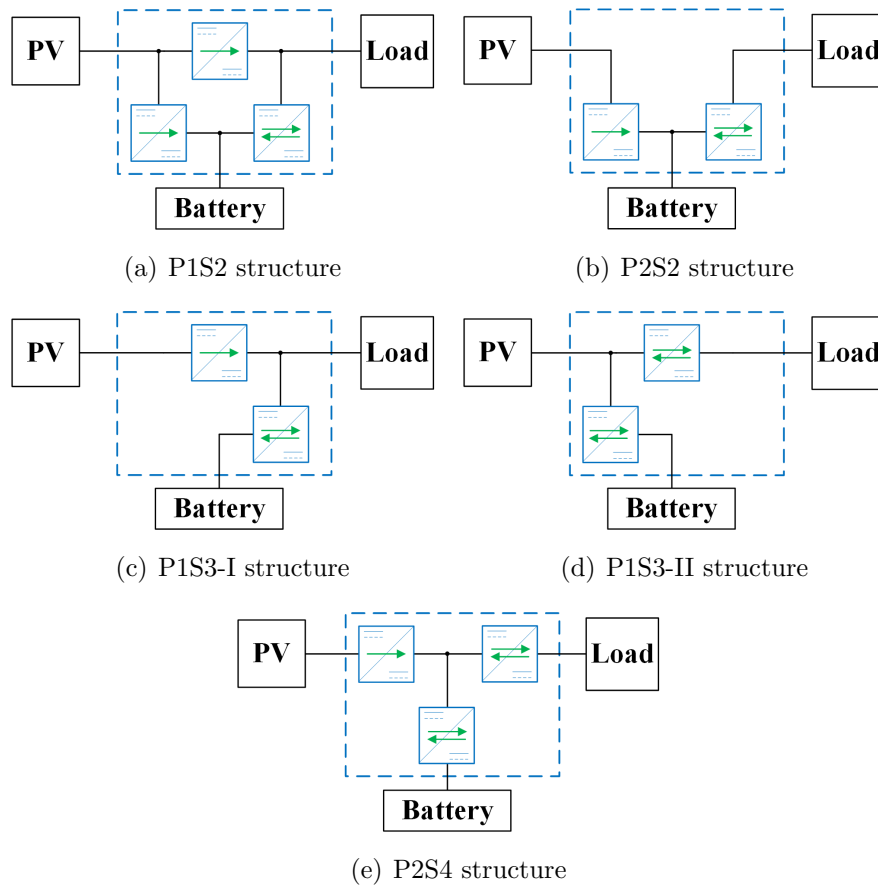 PV
Load
Battery
(a) P1S2 structure
PV
Load
Battery
(b) P2S2 structure
PV
Load
Battery
(c) P1S3-I structure
PV
Load
Battery
(d) P1S3-II structure
PV
Load
Battery
(e) P2S4 structure